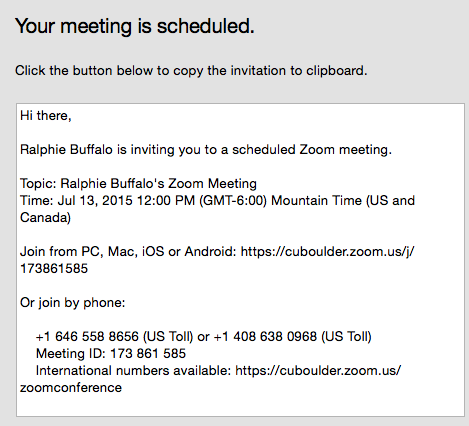 Your meeting is scheduled.
Click the button below to copy the invitation to clipboard.
Hi there,
Ralphie Buffalo is inviting you to a scheduled Zoom meeting.
Topic: Ralphie Buffalo's Zoom Meeting
Time: Jul 13, 2015 12:00 PM (GMT-6:00) Mountain Time (US and
Canada)
Join from PC, Mac, iOS or Android: https://cuboulder.zoom.us/j/
173861585
Or join by phone:
+1 646 558 8656 (US Toll) or +1 408 638 0968 (US Toll)
Meeting ID: 173 861 585
International numbers available: https://cuboulder.zoom.us/
zoomconference